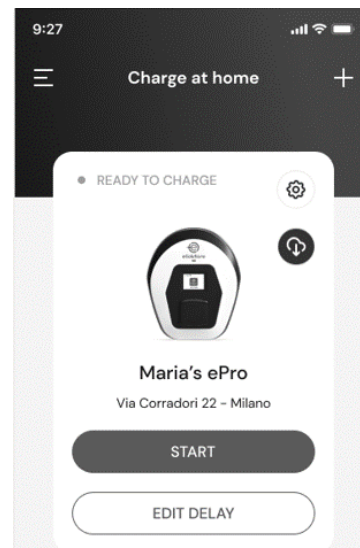 9:27
Charge at home
READY TO CHARGE
Maria's ePro
Via Corradori 22 – Milano
START
EDIT DELAY